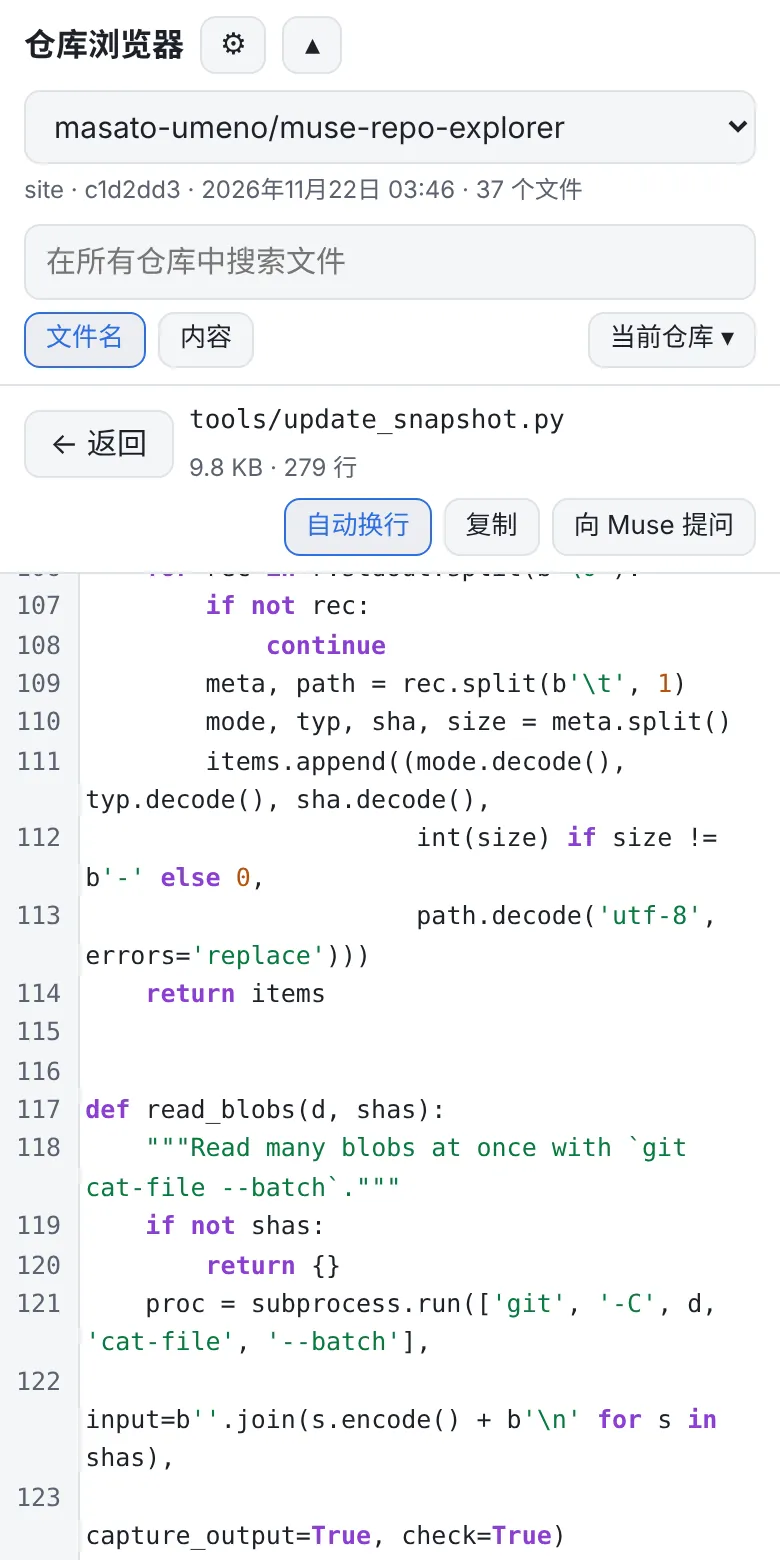 仓库浏览器 ⚙ ▲
masato-umeno/muse-repo-explorer
site · c1d2dd3 · 2026年11月22日 03:46 · 37 个文件
在所有仓库中搜索文件
文件名 内容 当前仓库 ▾
← 返回
tools/update_snapshot.py
9.8 KB · 279 行
自动换行 复制 向 Muse 提问
107         if not rec:
108             continue
109         meta, path = rec.split(b'\t', 1)
110         mode, typ, sha, size = meta.split()
111         items.append((mode.decode(),
typ.decode(), sha.decode(),
112                       int(size) if size !=
b'-' else 0,
113                       path.decode('utf-8',
errors='replace')))
114     return items
115
116
117 def read_blobs(d, shas):
118     """Read many blobs at once with `git
cat-file --batch`."""
119     if not shas:
120         return {}
121     proc = subprocess.run(['git', '-C', d,
'cat-file', '--batch'],
122
input=b''.join(s.encode() + b'\n' for s in
shas),
123
capture_output=True, check=True)